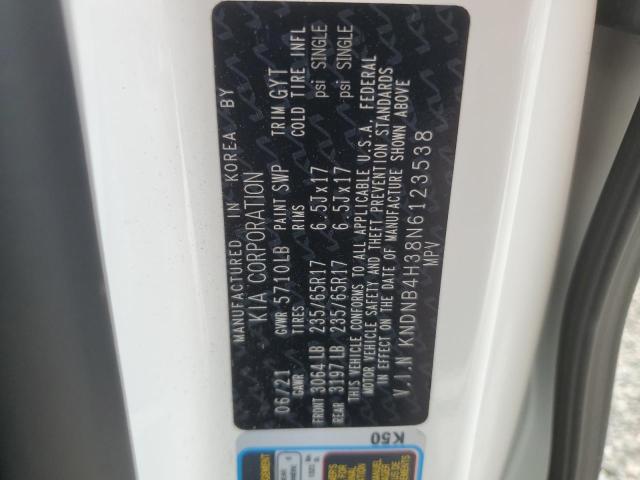 MANUFACTURED IN KOREA BY
KIA CORPORATION
06/21 GVWR 5710LB PAINT SWP TRIM GYT
GAWR TIRES RIMS COLD TIRE INFL
FRONT 3064LB 235/65R17 6.5Jx17 psi SINGLE
REAR 3197LB 235/65R17 6.5Jx17 psi SINGLE
THIS VEHICLE CONFORMS TO ALL APPLICABLE U.S.A. FEDERAL
MOTOR VEHICLE SAFETY AND THEFT PREVENTION STANDARDS
IN EFFECT ON THE DATE OF MANUFACTURE SHOWN ABOVE
V.I.N KNDNB4H38N6123538
MPV
K50